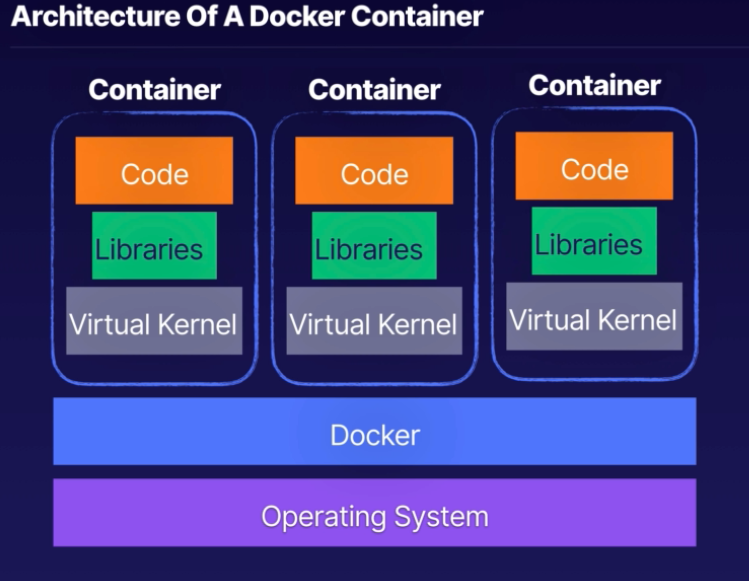 Architecture Of A Docker Container
Container
Container
Container
Code
Code
Code
Libraries
Libraries
Libraries
Virtual Kernel
Virtual Kernel
Virtual Kernel
Docker
Operating System